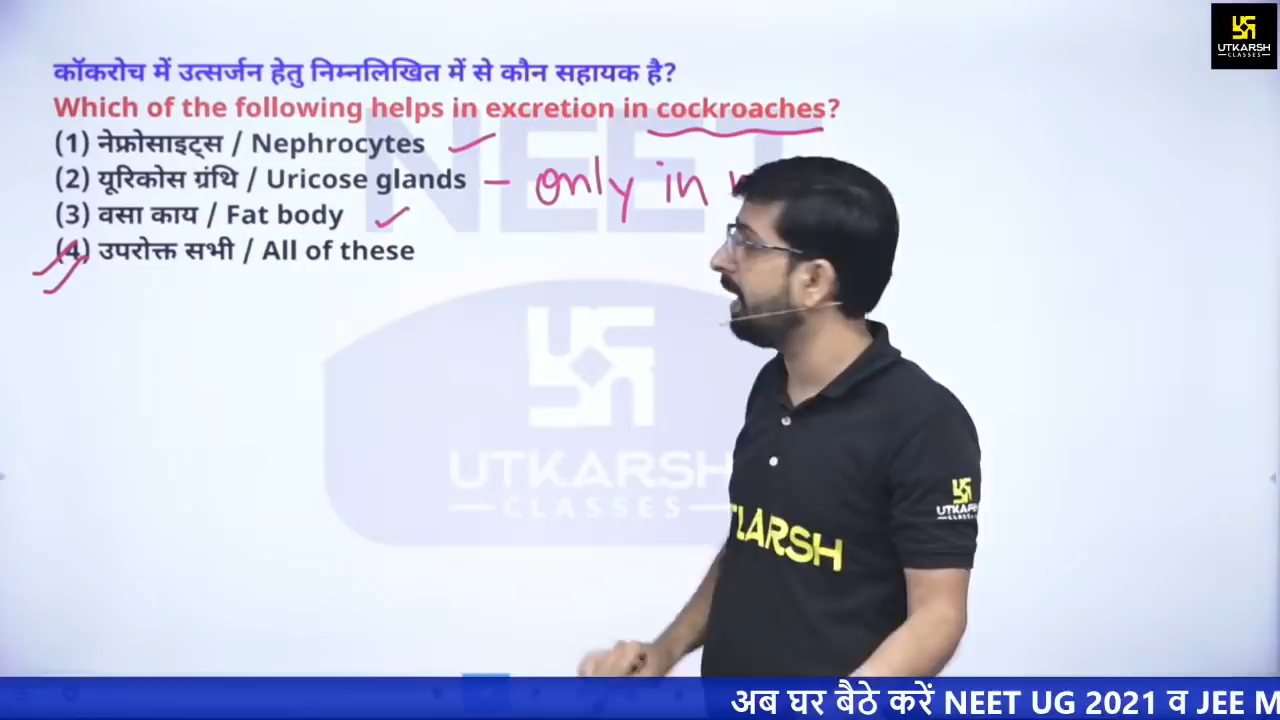 UTKARSH
CLASSES
कॉकरोच में उत्सर्जन हेतु निम्नलिखित में से कौन सहायक है?
Which of the following helps in excretion in cockroaches?
(1) नेफ्रोसाइट्स / Nephrocytes
(2) यूरिकोस ग्रंथि / Uricose glands – only in
(3) वसा काय / Fat body
(4) उपरोक्त सभी / All of these
NEET
UTKARSH
CLASSES
UTKARSH
CLASSES
अब घर बैठे करें NEET UG 2021 व JEE M